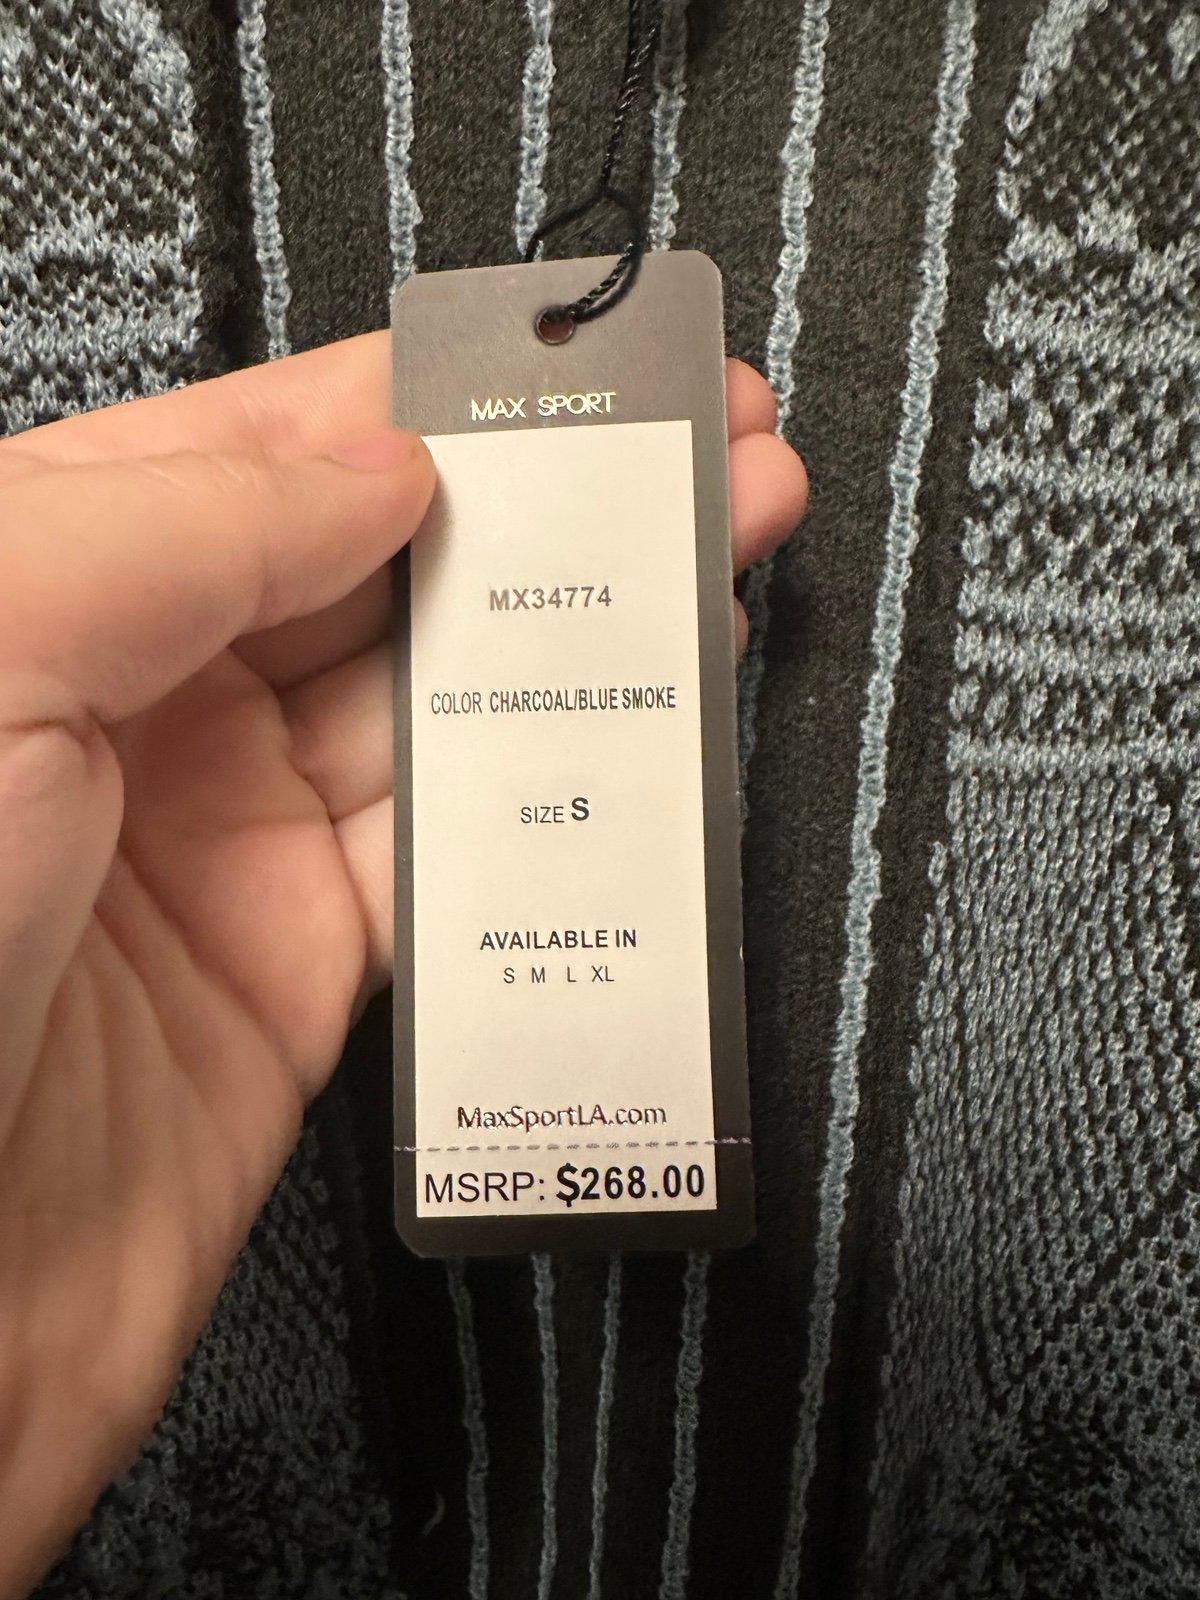 MAX SPORT
MX34774
COLOR CHARCOAL/BLUE SMOKE
SIZE S
AVAILABLE IN
S M L XL
MaxSportLA.com
MSRP: $268.00